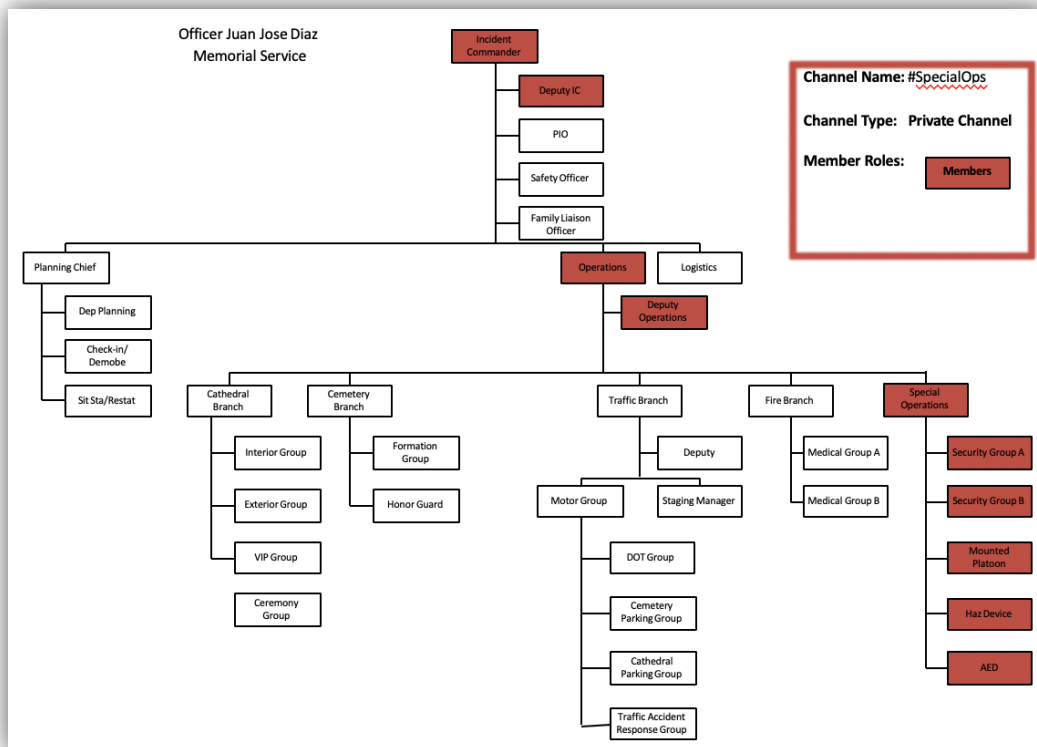 Officer Juan Jose Diaz
Memorial Service
Incident
Commander
Deputy IC
PIO
Safety Officer
Family Liaison
Officer
Channel Name: #SpecialOps
Channel Type: Private Channel
Member Roles:
Members
Planning Chief
Operations
Logistics
Dep Planning
Check-in/
Demobe
Sit Sta/Restat
Deputy
Operations
Cathedral
Branch
Cemetery
Branch
Traffic Branch
Fire Branch
Special
Operations
Interior Group
Exterior Group
VIP Group
Ceremony
Group
Formation
Group
Honor Guard
Deputy
Motor Group
Staging Manager
DOT Group
Cemetery
Parking Group
Cathedral
Parking Group
Traffic Accident
Response Group
Medical Group A
Medical Group B
Security Group A
Security Group B
Mounted
Platoon
Haz Device
AED